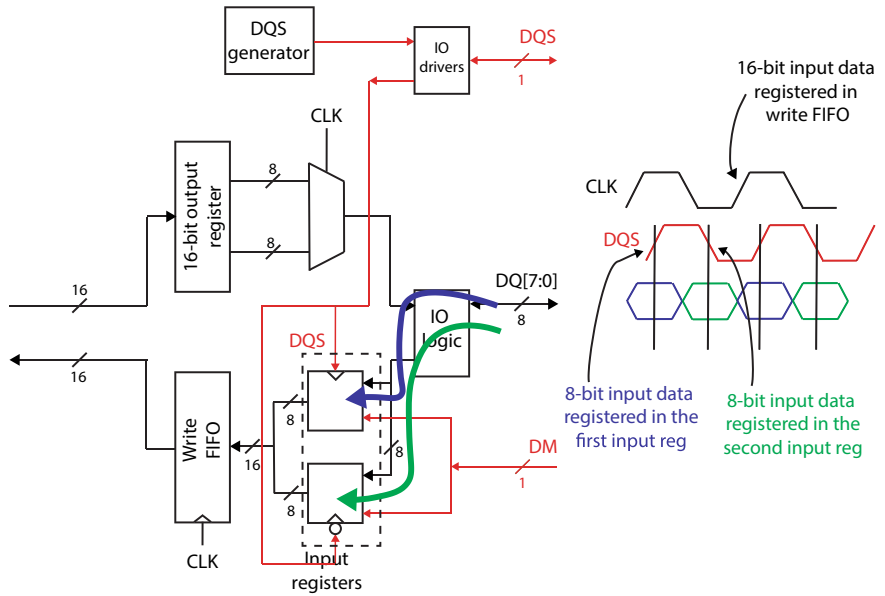 DQS
generator
IO
drivers
DQS
1
16-bit input data
registered in
write FIFO
CLK
16-bit output
register
8
8
CLK
DQS
16
DQ[7:0]
8
IO
logic
DQS
16
8
8
16
8
Write
FIFO
DM
1
8-bit input data
registered in the
first input reg
8-bit input data
registered in the
second input reg
CLK
Input
registers